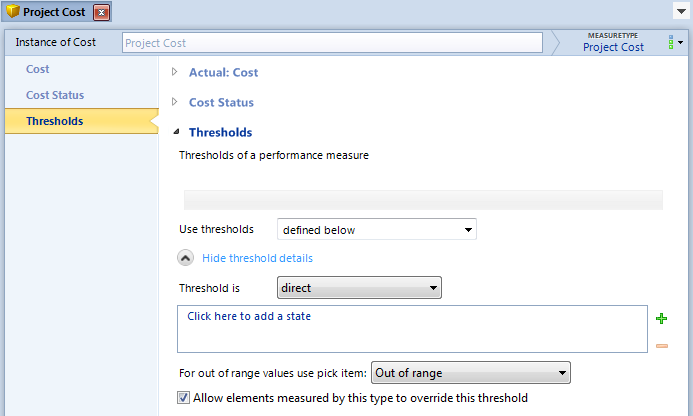 Project Cost
Instance of Cost
Project Cost
MEASURETYPE
Project Cost
Cost
Cost Status
Thresholds
Actual: Cost
Cost Status
Thresholds
Thresholds of a performance measure
Use thresholds defined below
Hide threshold details
Threshold is direct
Click here to add a state
For out of range values use pick item: Out of range
Allow elements measured by this type to override this threshold